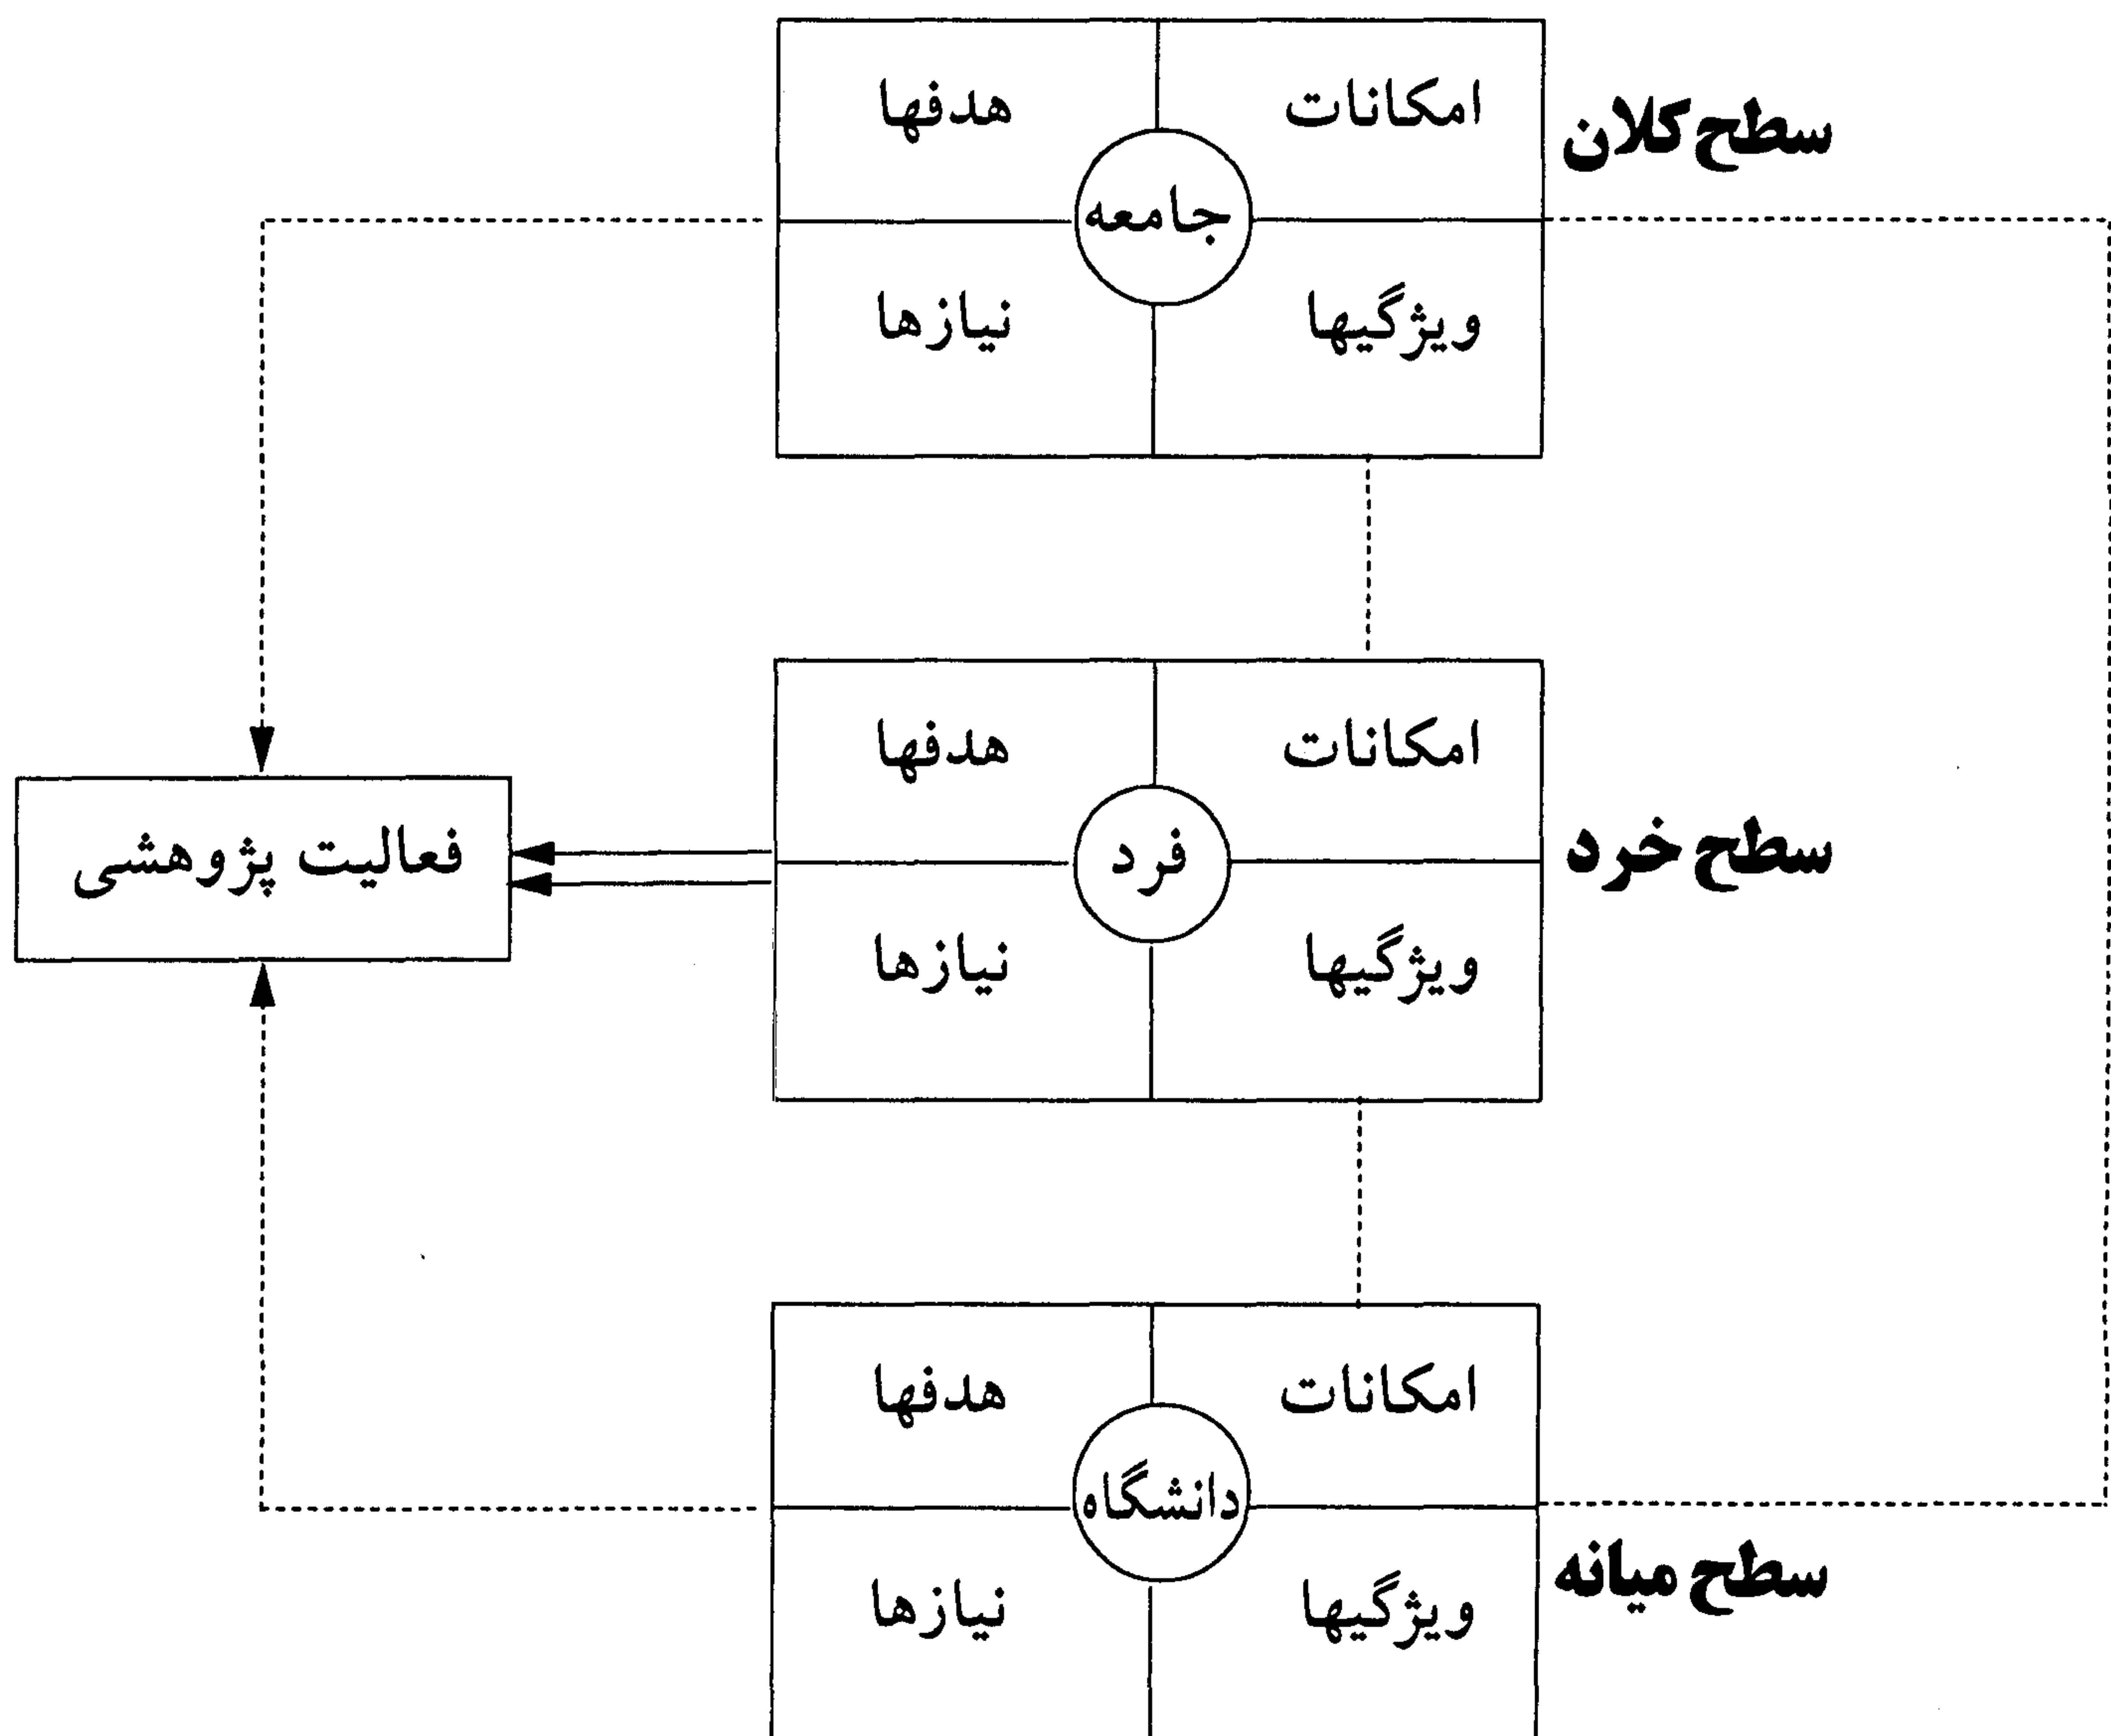 سطح کلان
امکانات
هدفها
جامعه
ویژگیها
نیازها
سطح خرد
امکانات
هدفها
فرد
ویژگیها
نیازها
فعالیت پژوهشی
امکانات
هدفها
دانشگاه
سطح میانه
ویژگیها
نیازها